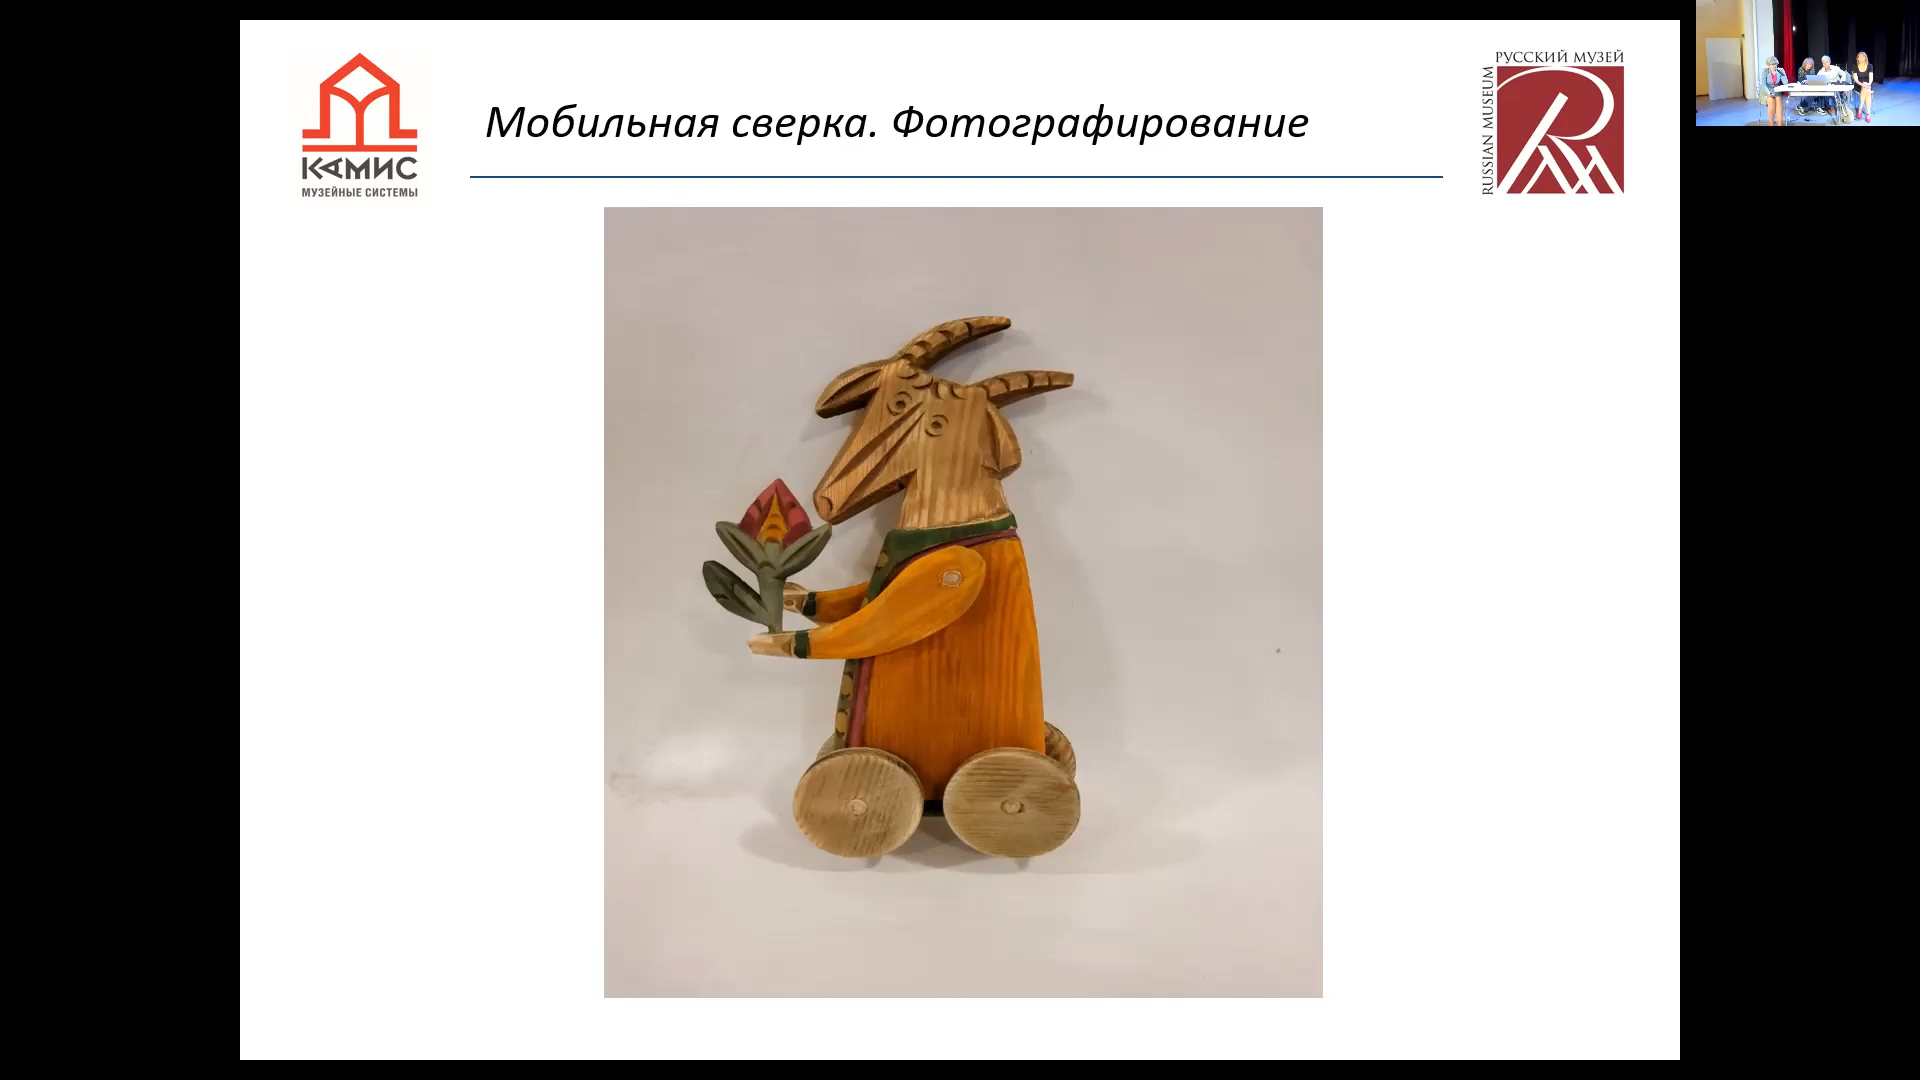 КАМИС
МУЗЕЙНЫЕ СИСТЕМЫ
Мобильная сверка. Фотографирование
РУССКИЙ МУЗЕЙ
RUSSIAN MUSEUM